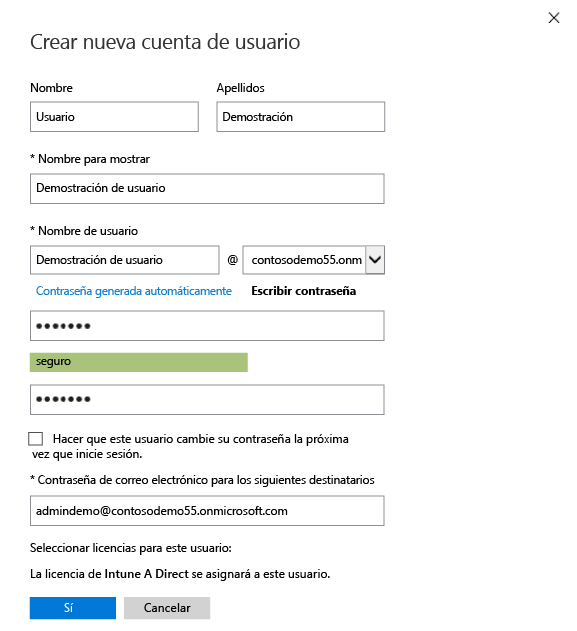 Crear nueva cuenta de usuario
Nombre Apellidos
Usuario Demostración
* Nombre para mostrar
Demostración de usuario
* Nombre de usuario
Demostración de usuario @ contosodemo55.onm
Contraseña generada automáticamente Escribir contraseña
●●●●●●●
seguro
●●●●●●●
Hacer que este usuario cambie su contraseña la próxima
vez que inicie sesión.
* Contraseña de correo electrónico para los siguientes destinatarios
admindemo@contosodemo55.onmicrosoft.com
Seleccionar licencias para este usuario:
La licencia de Intune A Direct se asignará a este usuario.
Sí Cancelar